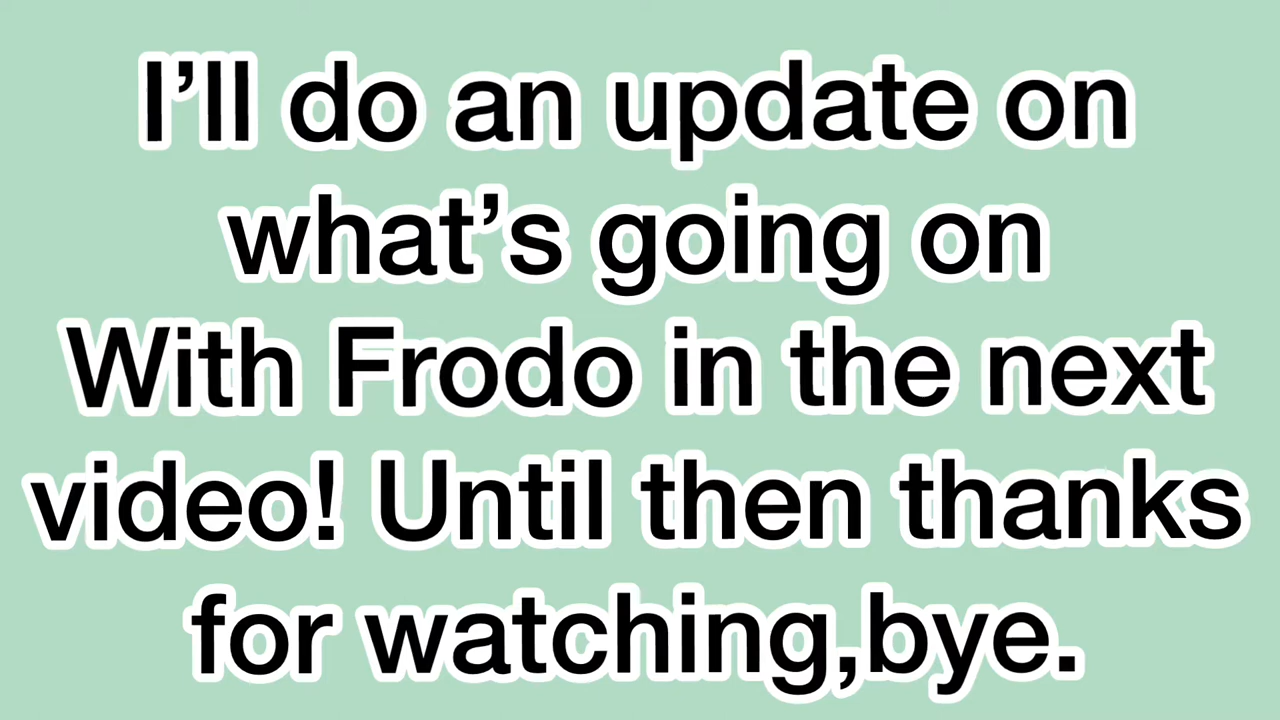 I’ll do an update on
what’s going on
With Frodo in the next
video! Until then thanks
for watching,bye.